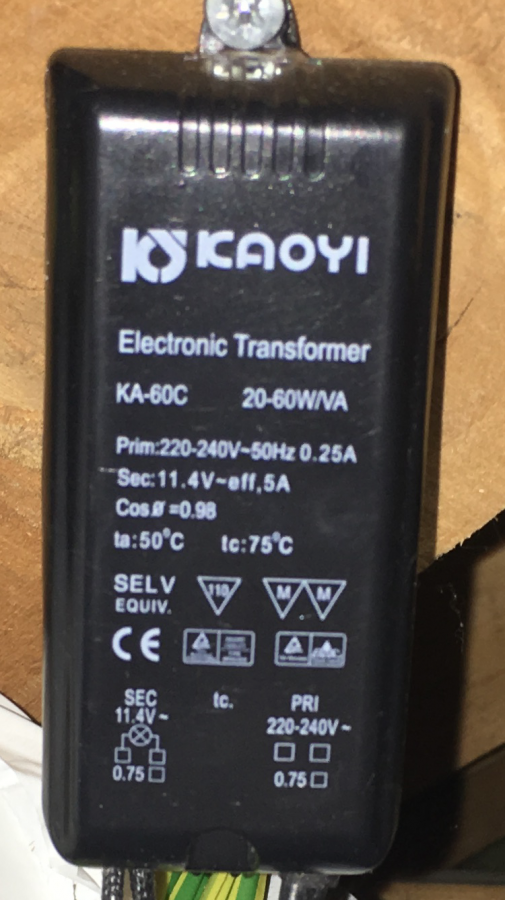 KAOYI
Electronic Transformer
KA-60C 20-60W/VA
Prim:220-240V~50Hz 0.25A
Sec:11.4V~eff,5A
Cosø=0.98
ta:50°C tc:75°C
SELV
EQUIV.
110 M M
CE
SEC tc. PRI
11.4V~ 220-240V~
0.75□ 0.75□